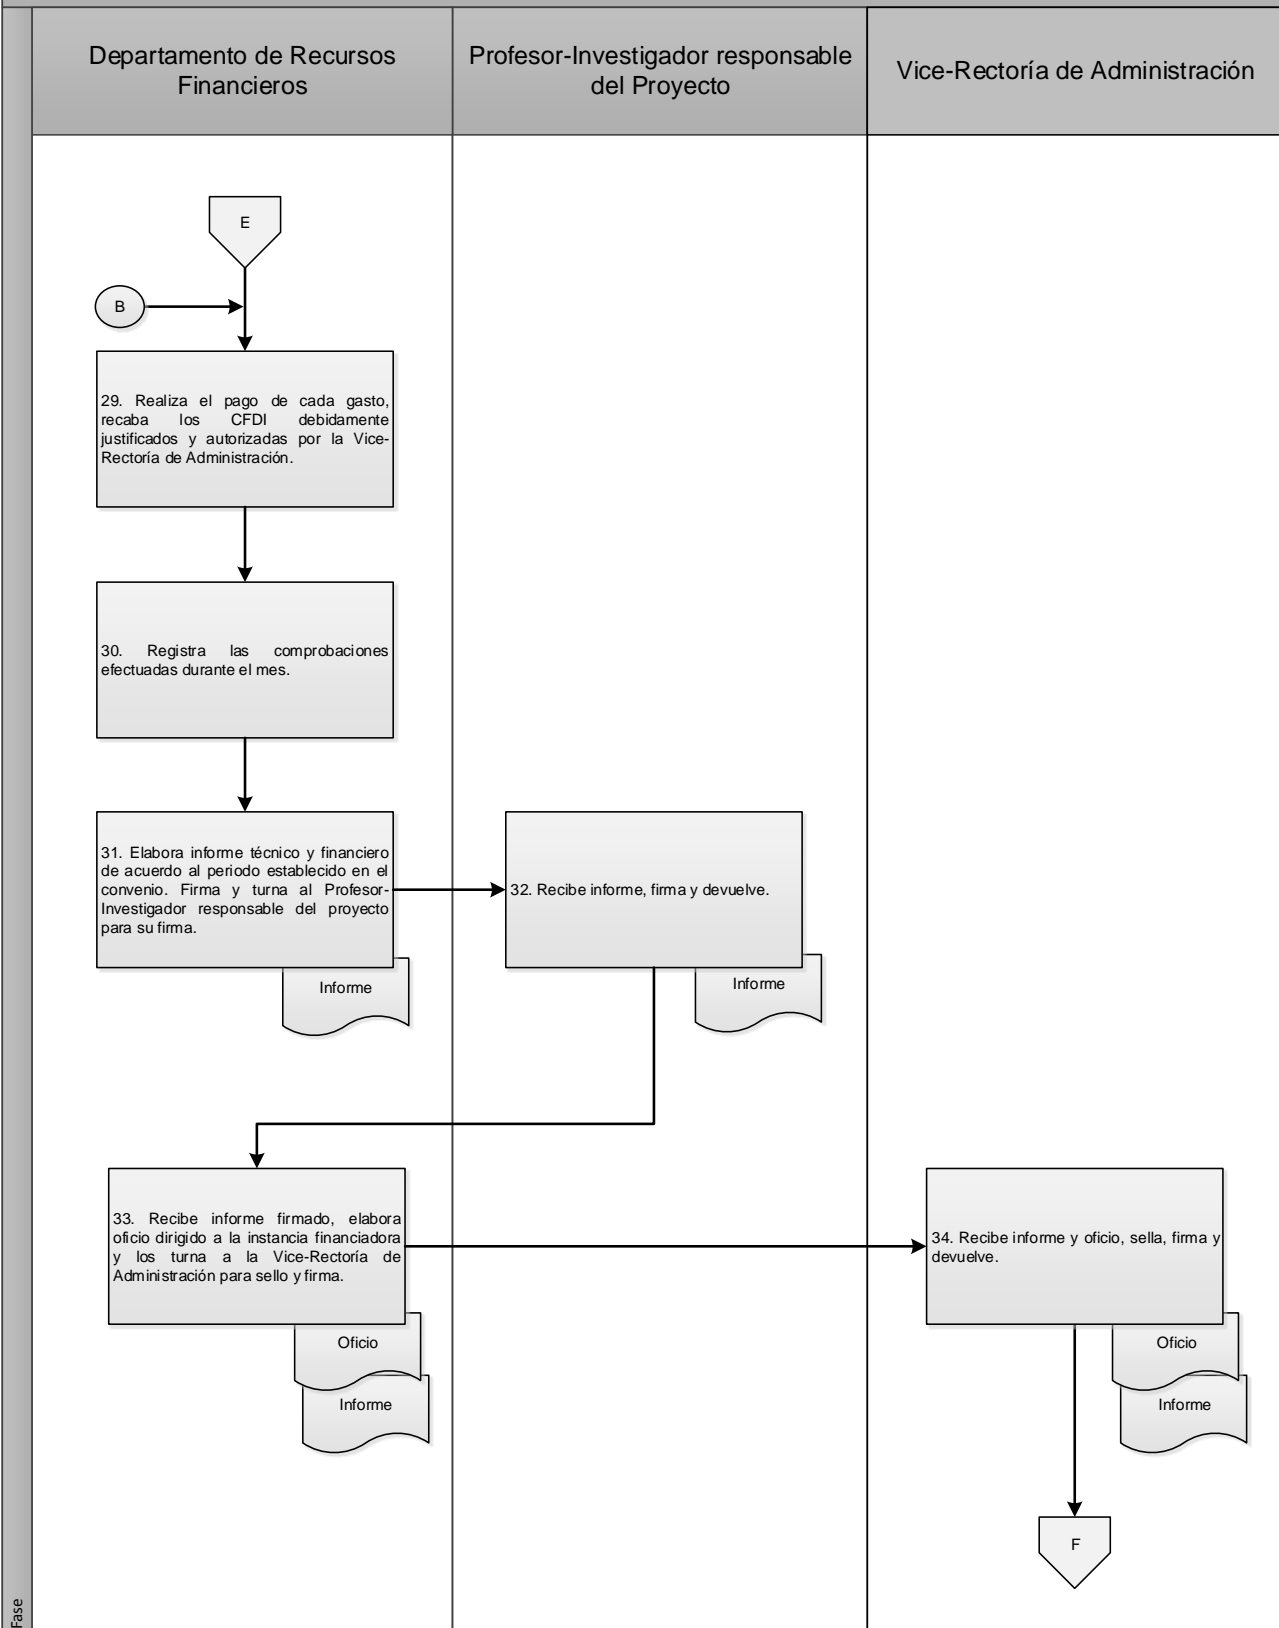 Departamento de Recursos
Financieros
Profesor-Investigador responsable
del Proyecto
Vice-Rectoría de Administración
E
B
29. Realiza el pago de cada gasto,
recaba los CFDI debidamente
justificados y autorizadas por la Vice-
Rectoría de Administración.
30. Registra las comprobaciones
efectuadas durante el mes.
31. Elabora informe técnico y financiero
de acuerdo al periodo establecido en el
convenio. Firma y turna al Profesor-
Investigador responsable del proyecto
para su firma.
Informe
32. Recibe informe, firma y devuelve.
Informe
33. Recibe informe firmado, elabora
oficio dirigido a la instancia financiadora
y los turna a la Vice-Rectoría de
Administración para sello y firma.
Oficio
Informe
34. Recibe informe y oficio, sella, firma y
devuelve.
Oficio
Informe
F
Fase